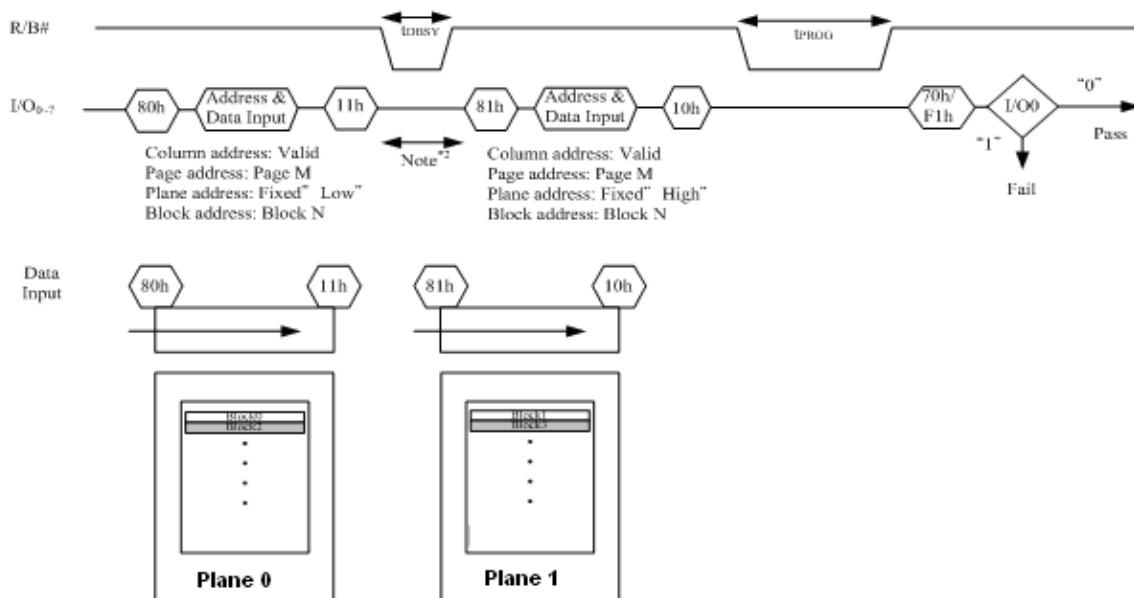 R/B#
tDBSY
tPROG
I/O0-7
80h
Address &
Data Input
11h
81h
Address &
Data Input
10h
70h/
F1h
I/O0
“0”
Pass
“1”
Fail
Note*2
Column address: Valid
Page address: Page M
Plane address: Fixed” Low”
Block address: Block N
Column address: Valid
Page address: Page M
Plane address: Fixed” High”
Block address: Block N
Data
Input
80h
11h
81h
10h
Block0
Block2
Block1
Block3
Plane 0
Plane 1